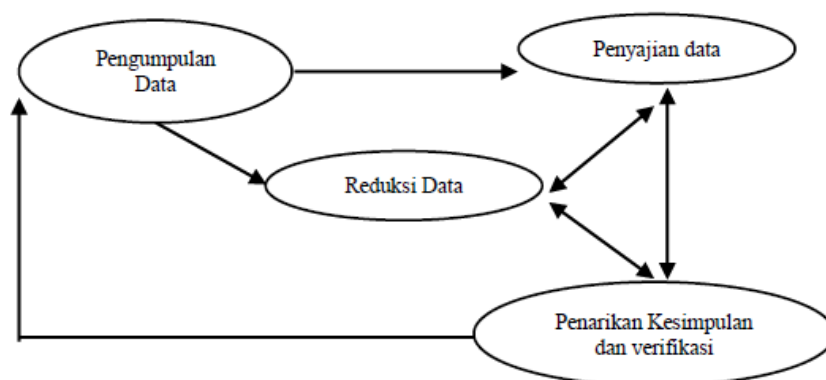 Pengumpulan
Data
Penyajian data
Reduksi Data
Penarikan Kesimpulan
dan verifikasi